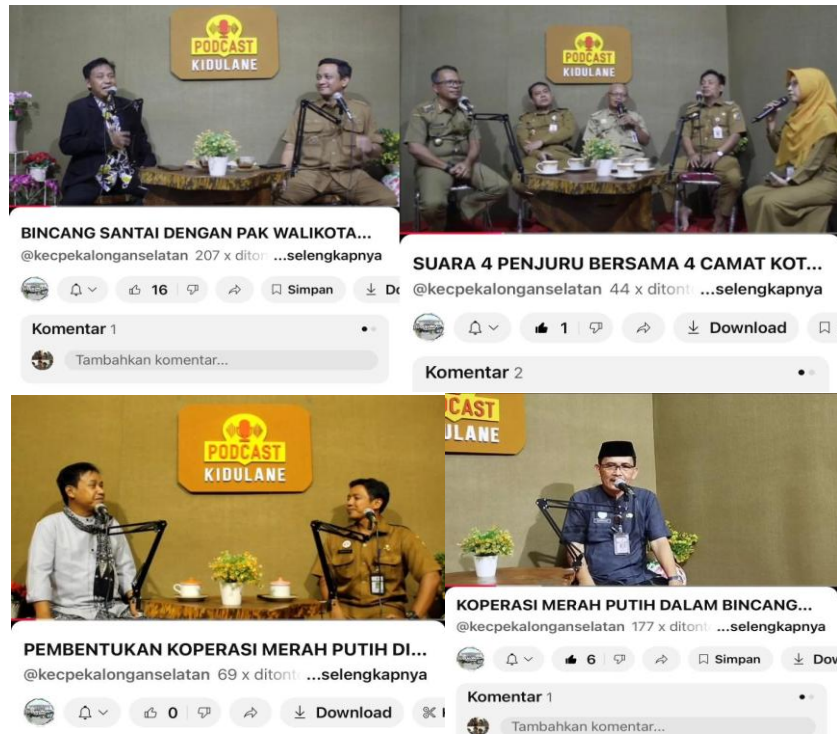 PODCAST
KIDULANE
BINCANG SANTAI DENGAN PAK WALIKOTA...
@kecpekalonganselatan 207 x diton ...selengkapnya
16
Simpan
Do
Komentar 1
Tambahkan komentar...
PODCAST
KIDULANE
SUARA 4 PENJURU BERSAMA 4 CAMAT KOT...
@kecpekalonganselatan 44 x ditont ...selengkapnya
1
Download
Komentar 2
PODCAST
KIDULANE
PEMBENTUKAN KOPERASI MERAH PUTIH DI...
@kecpekalonganselatan 69 x ditont ...selengkapnya
0
Download
CAST
ULANE
KOPERASI MERAH PUTIH DALAM BINCANG...
@kecpekalonganselatan 177 x ditont ...selengkapnya
6
Simpan
Dow
Komentar 1
Tambahkan komentar...